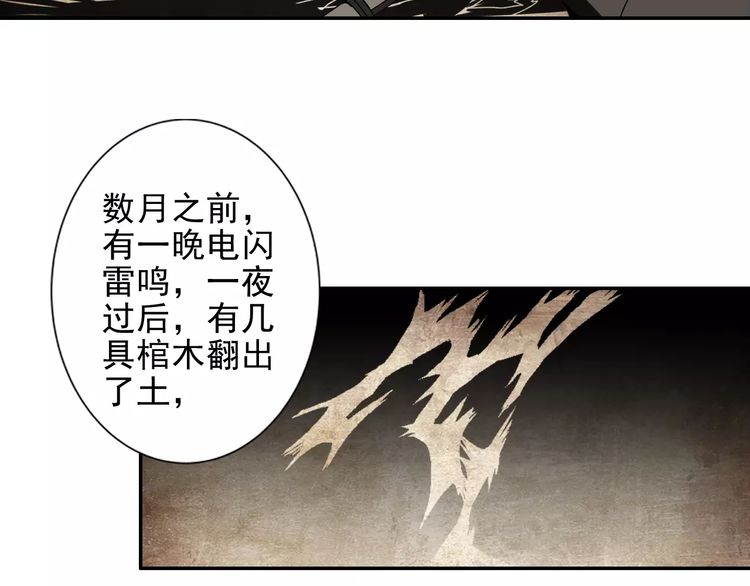 数月之前，
有一晚电闪
雷鸣，一夜
过后，有几
具棺木翻出
了土，